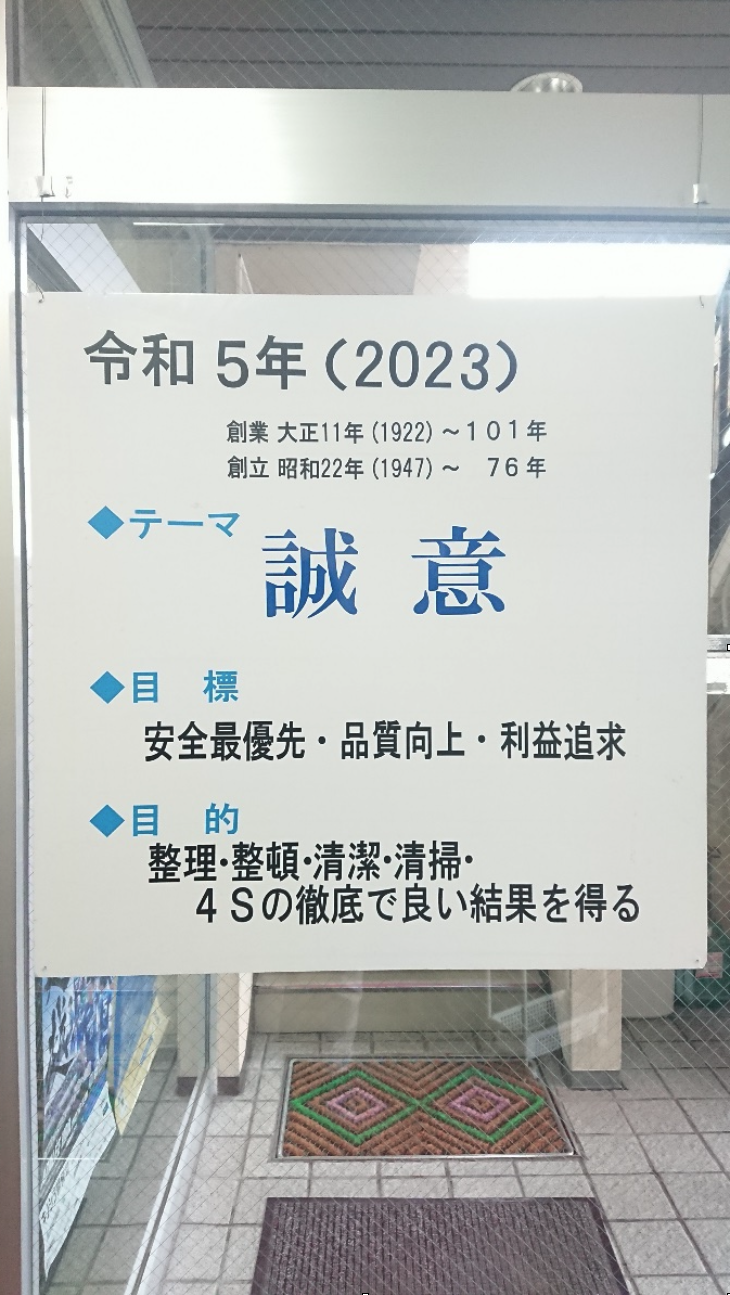 令和 5年（2023）
創業 大正11年（1922）～１０１年
創立 昭和22年（1947）～　７６年
◆テーマ
誠 意
◆目　標
安全最優先・品質向上・利益追求
◆目　的
整理・整頓・清潔・清掃・
４Ｓの徹底で良い結果を得る